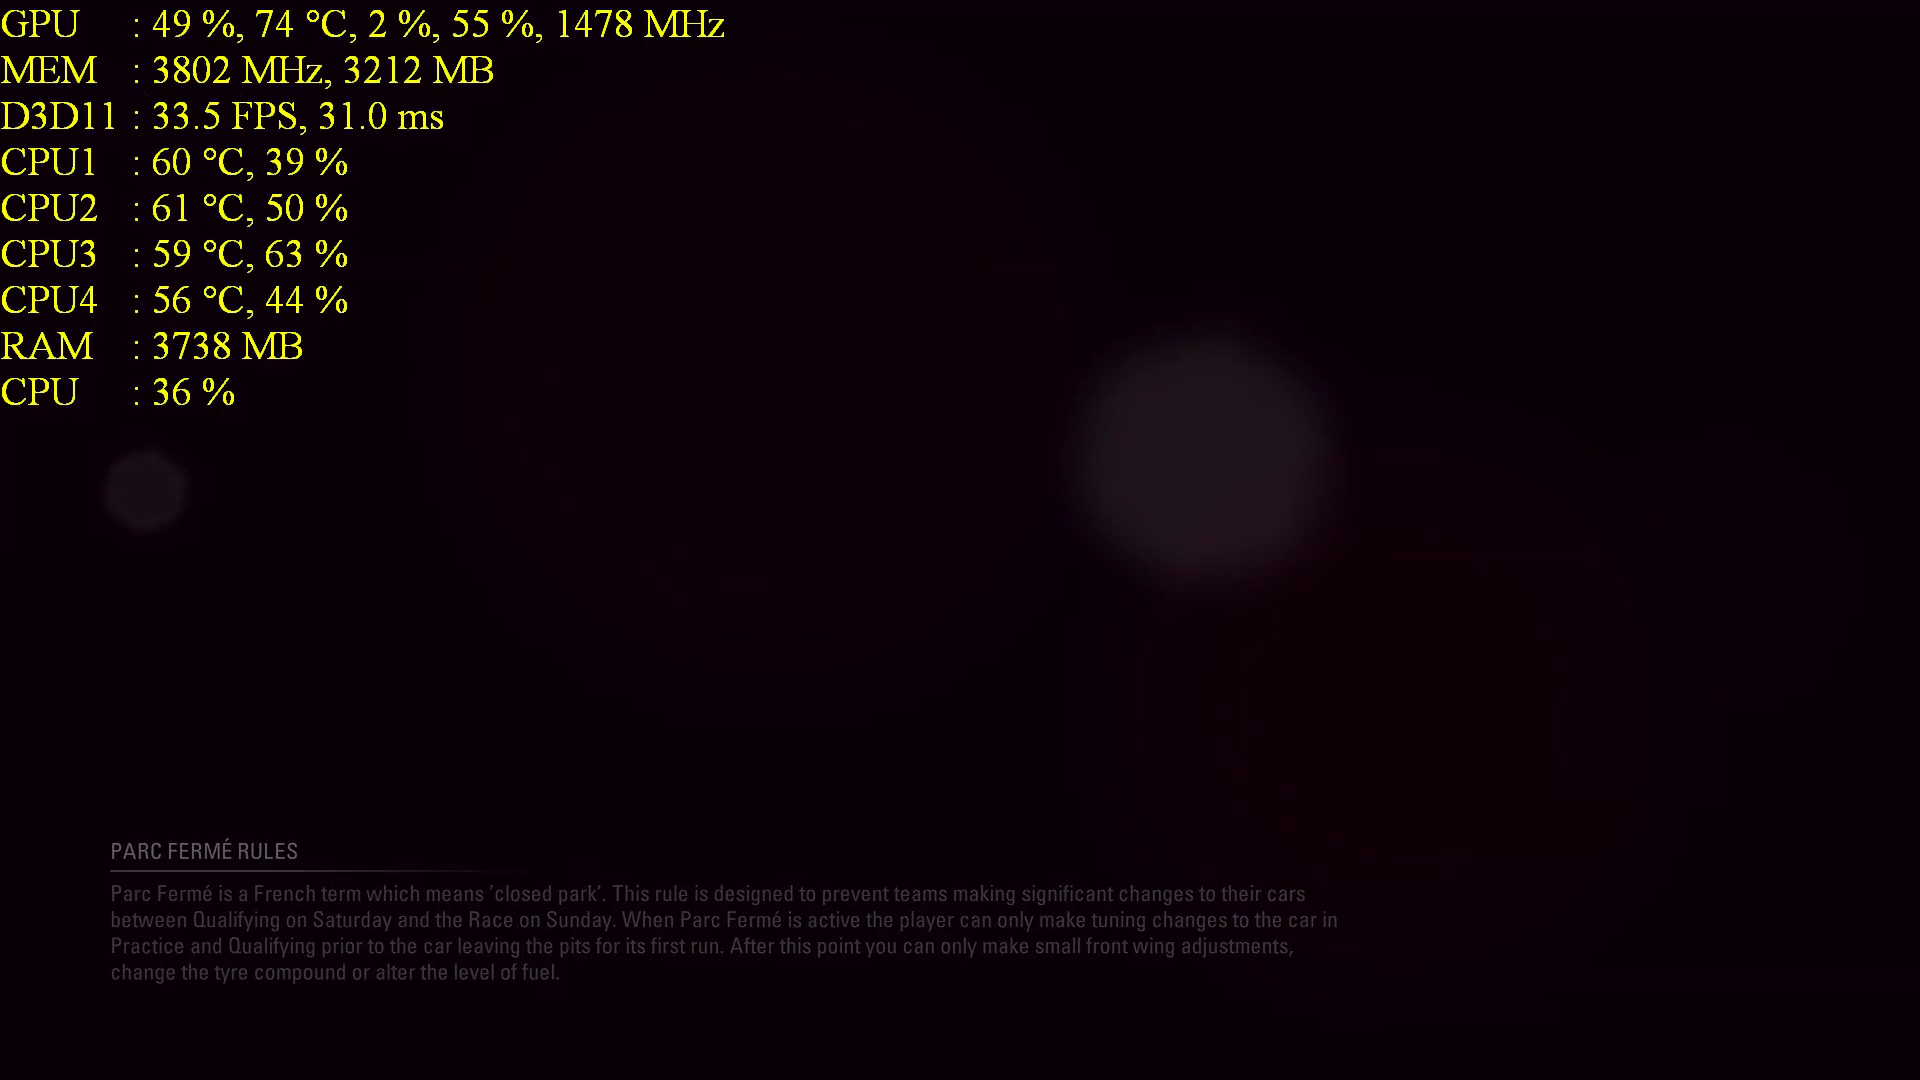 GPU : 49 %, 74 °C, 2 %, 55 %, 1478 MHz
MEM : 3802 MHz, 3212 MB
D3D11 : 33.5 FPS, 31.0 ms
CPU1 : 60 °C, 39 %
CPU2 : 61 °C, 50 %
CPU3 : 59 °C, 63 %
CPU4 : 56 °C, 44 %
RAM : 3738 MB
CPU : 36 %
PARC FERMÉ RULES
Parc Fermé is a French term which means 'closed park'. This rule is designed to prevent teams making significant changes to their cars
between Qualifying on Saturday and the Race on Sunday. When Parc Fermé is active the player can only make tuning changes to the car in
Practice and Qualifying prior to the car leaving the pits for its first run. After this point you can only make small front wing adjustments,
change the tyre compound or alter the level of fuel.